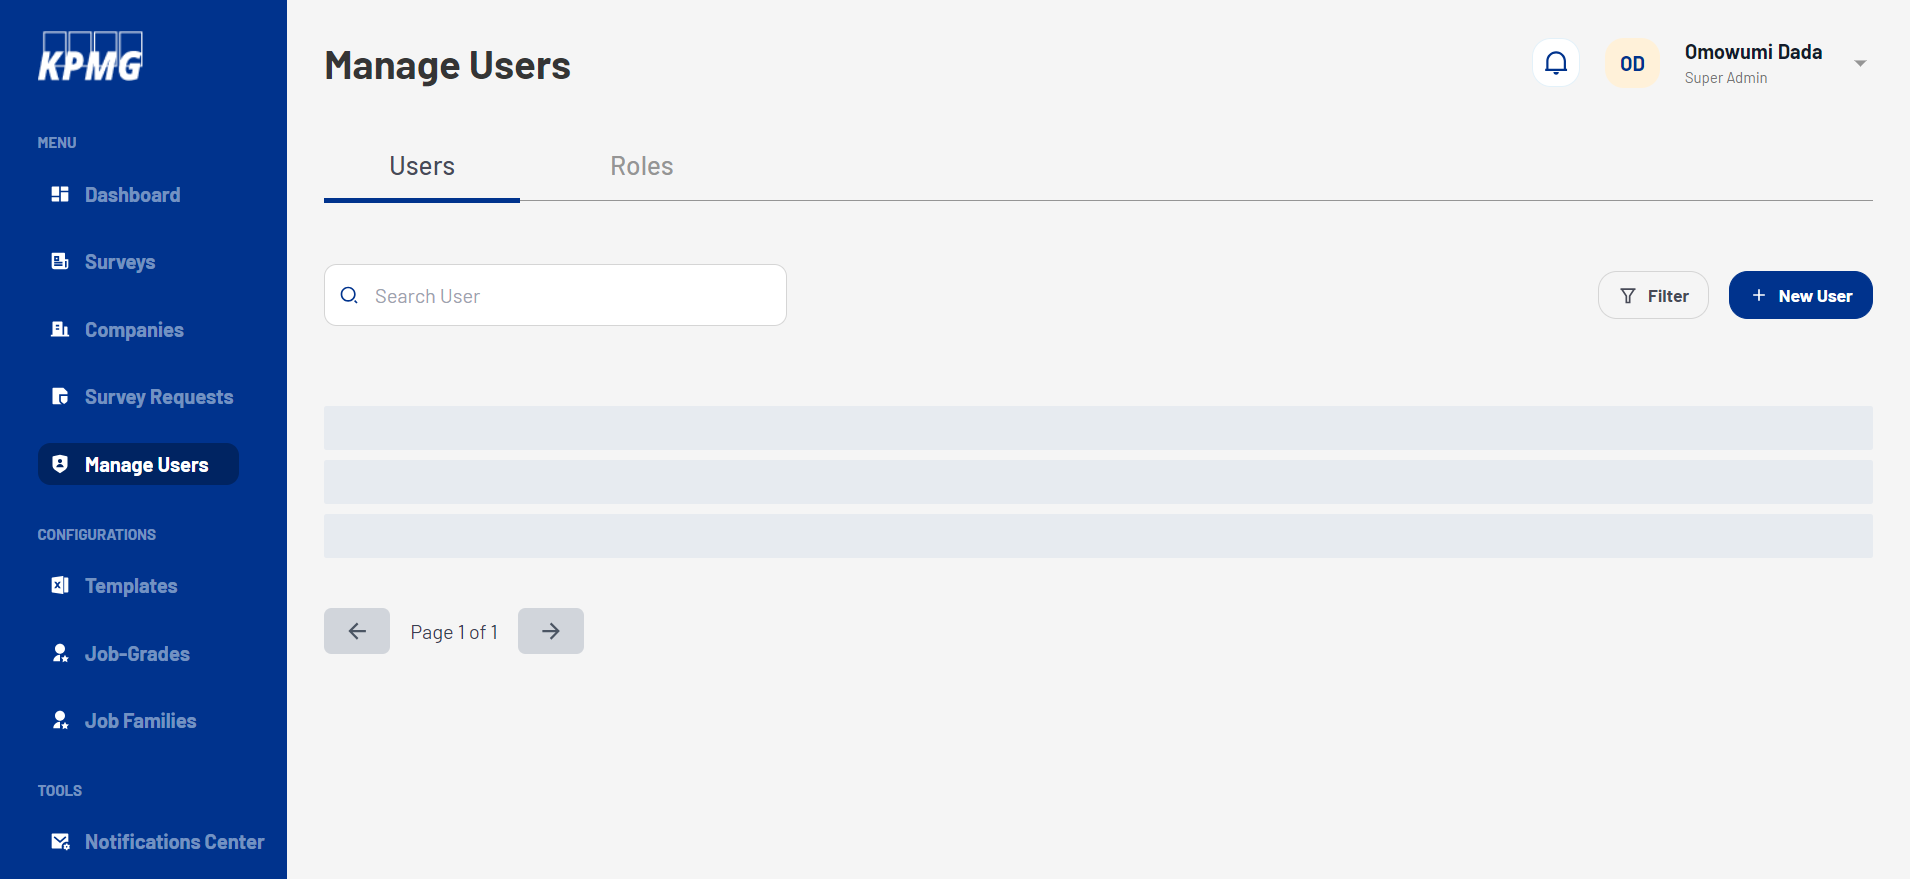 KPMG
MENU
Dashboard
Surveys
Companies
Survey Requests
Manage Users
CONFIGURATIONS
Templates
Job-Grades
Job Families
TOOLS
Notifications Center
Manage Users
OD
Omowumi Dada
Super Admin
Users
Roles
Search User
Filter
New User
Page 1 of 1